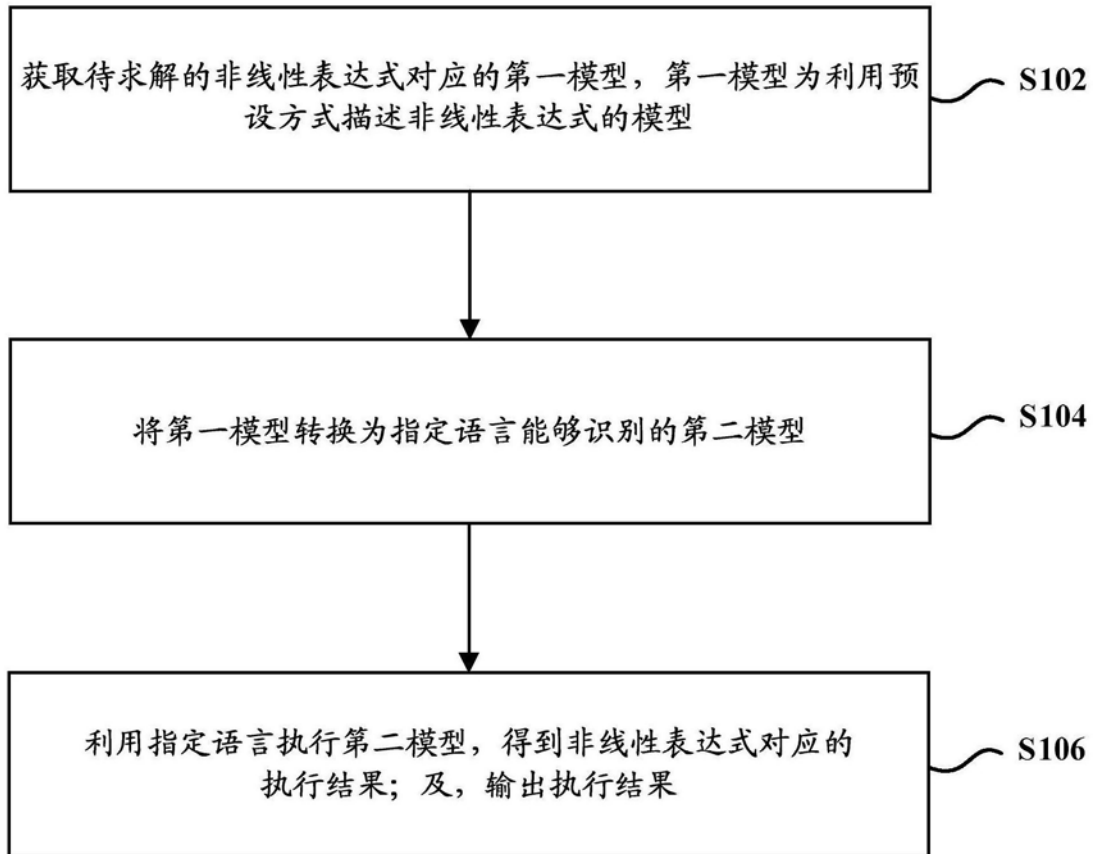 获取待求解的非线性表达式对应的第一模型，第一模型为利用预
设方式描述非线性表达式的模型
S102
将第一模型转换为指定语言能够识别的第二模型
S104
利用指定语言执行第二模型，得到非线性表达式对应的
执行结果；及，输出执行结果
S106